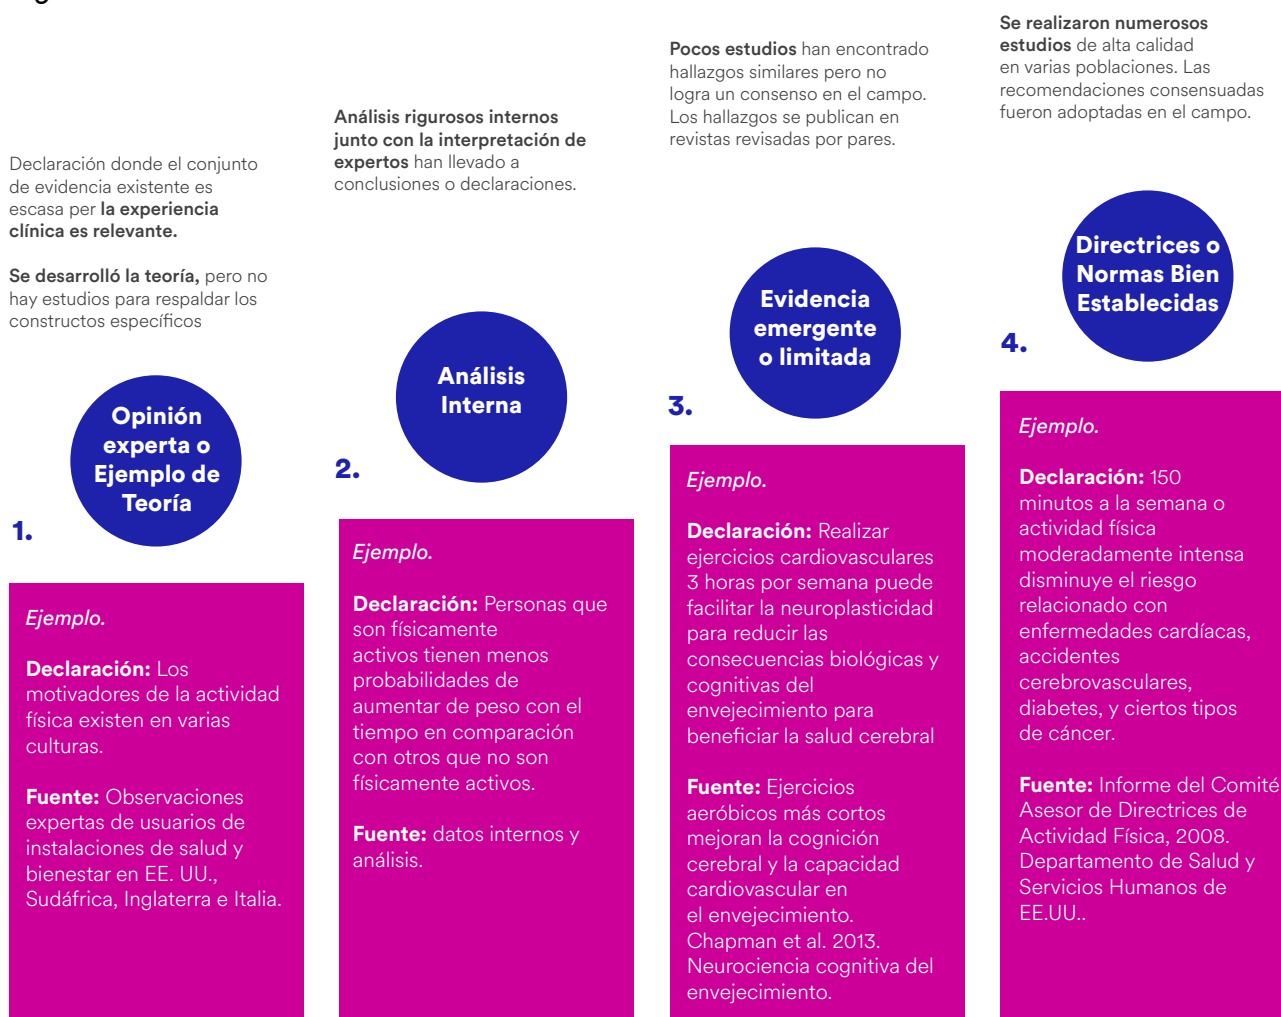 Declaración donde el conjunto
de evidencia existente es
escasa per la experiencia
clínica es relevante.
Se desarrolló la teoría, pero no
hay estudios para respaldar los
constructos específicos
1.
Opinión
experta o
Ejemplo de
Teoría
Ejemplo.
Declaración: Los
motivadores de la actividad
física existen en varias
culturas.
Fuente: Observaciones
expertas de usuarios de
instalaciones de salud y
bienestar en EE. UU.,
Sudáfrica, Inglaterra e Italia.
Análisis rigurosos internos
junto con la interpretación de
expertos han llevado a
conclusiones o declaraciones.
2.
Análisis
Interna
Ejemplo.
Declaración: Personas que
son físicamente
activos tienen menos
probabilidades de
aumentar de peso con el
tiempo en comparación
con otros que no son
físicamente activos.
Fuente: datos internos y
análisis.
Pocos estudios han encontrado
hallazgos similares pero no
logra un consenso en el campo.
Los hallazgos se publican en
revistas revisadas por pares.
3.
Evidencia
emergente
o limitada
Ejemplo.
Declaración: Realizar
ejercicios cardiovasculares
3 horas por semana puede
facilitar la neuroplasticidad
para reducir las
consecuencias biológicas y
cognitivas del
envejecimiento para
beneficiar la salud cerebral
Fuente: Ejercicios
aeróbicos más cortos
mejoran la cognición
cerebral y la capacidad
cardiovascular en
el envejecimiento.
Chapman et al. 2013.
Neurociencia cognitiva del
envejecimiento.
Se realizaron numerosos
estudios de alta calidad
en varias poblaciones. Las
recomendaciones consensuadas
fueron adoptadas en el campo.
4.
Directrices o
Normas Bien
Establecidas
Ejemplo.
Declaración: 150
minutos a la semana o
actividad física
moderadamente intensa
disminuye el riesgo
relacionado con
enfermedades cardíacas,
accidentes
cerebrovasculares,
diabetes, y ciertos tipos
de cáncer.
Fuente: Informe del Comité
Asesor de Directrices de
Actividad Física, 2008.
Departamento de Salud y
Servicios Humanos de
EE.UU..